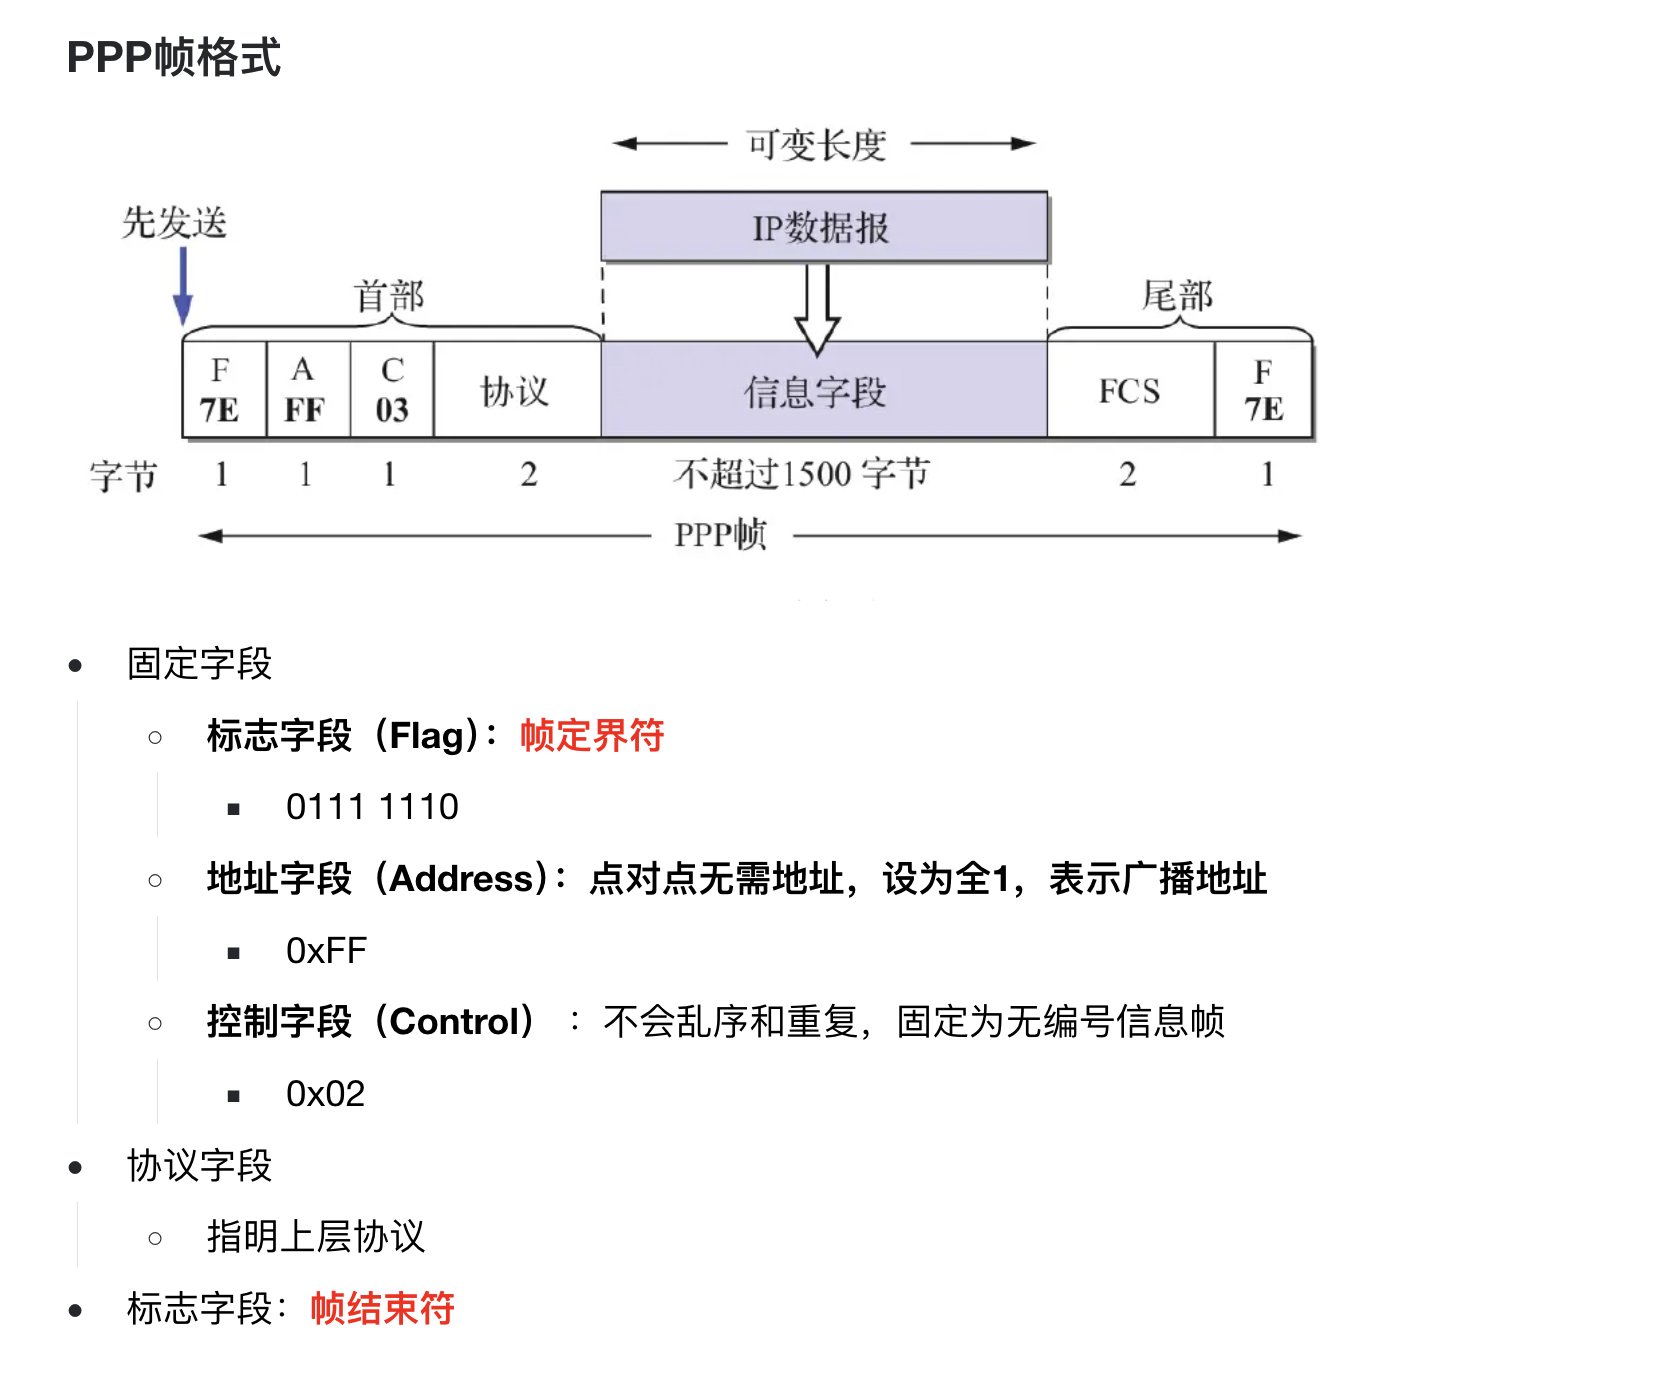 PPP帧格式
可变长度
先发送
IP数据报
首部
尾部
F A C 协议 信息字段 FCS F
7E FF 03 7E
字节 1 1 1 2 不超过1500 字节 2 1
PPP帧
固定字段
标志字段（Flag）：帧定界符
0111 1110
地址字段（Address）：点对点无需地址，设为全1，表示广播地址
0xFF
控制字段（Control） ：不会乱序和重复，固定为无编号信息帧
0x02
协议字段
指明上层协议
标志字段：帧结束符